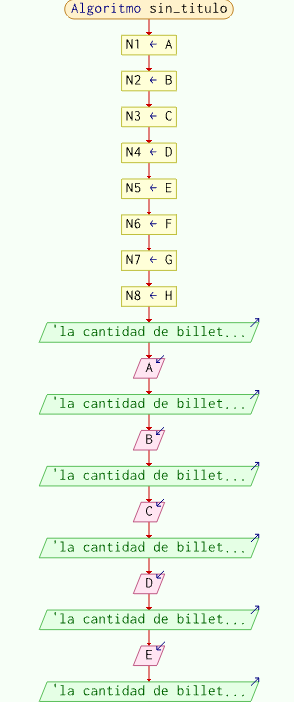 Algoritmo sin_titulo
N1 ← A
N2 ← B
N3 ← C
N4 ← D
N5 ← E
N6 ← F
N7 ← G
N8 ← H
'la cantidad de billet...
A
'la cantidad de billet...
B
'la cantidad de billet...
C
'la cantidad de billet...
D
'la cantidad de billet...
E
'la cantidad de billet...